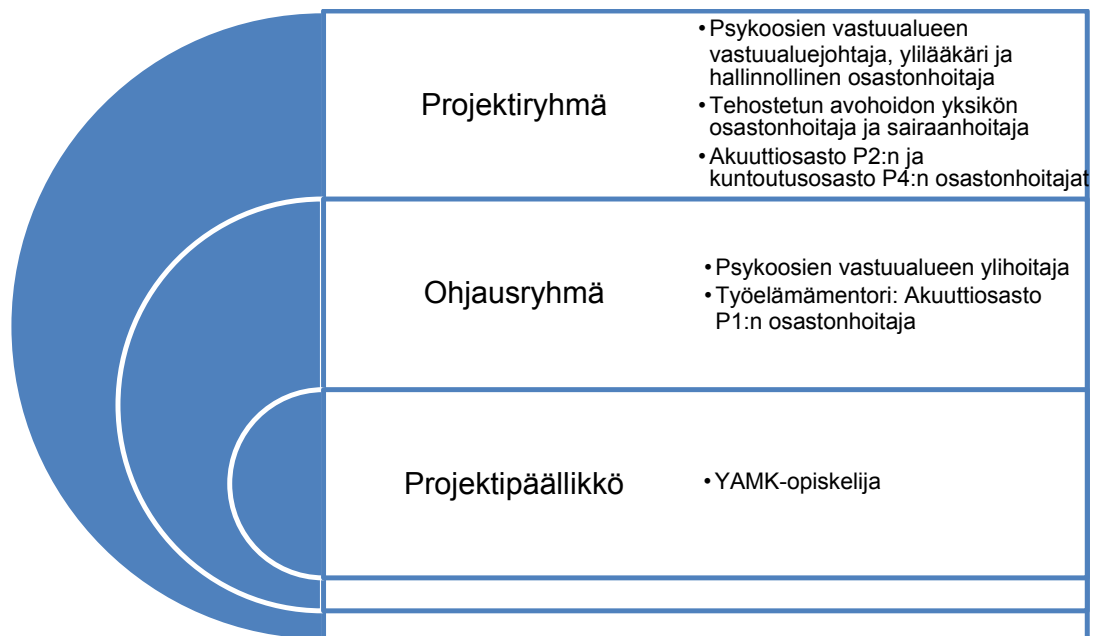 Projektiryhmä
•Psykoosien vastuualueen
vastuualuejohtaja, ylilääkäri ja
hallinnollinen osastonhoitaja
•Tehostetun avohoidon yksikön
osastonhoitaja ja sairaanhoitaja
•Akuuttiosasto P2:n ja
kuntoutusosasto P4:n osastonhoitajat
Ohjausryhmä
•Psykoosien vastuualueen ylihoitaja
•Työelämämentori: Akuuttiosasto
P1:n osastonhoitaja
Projektipäällikkö
•YAMK-opiskelija